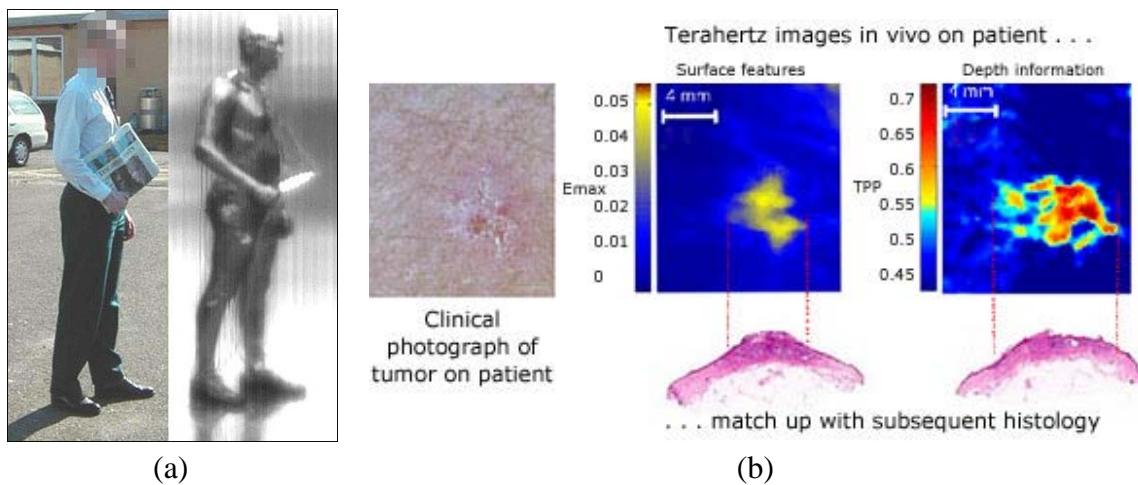 Terahertz images in vivo on patient . . .
Surface features
Depth information
4 mm
4 mm
0.05
0.04
0.03
Emax
0.02
0.01
0
0.7
0.65
0.6
TPP
0.55
0.5
0.45
Clinical
photograph of
tumor on patient
. . . match up with subsequent histology
(a)
(b)